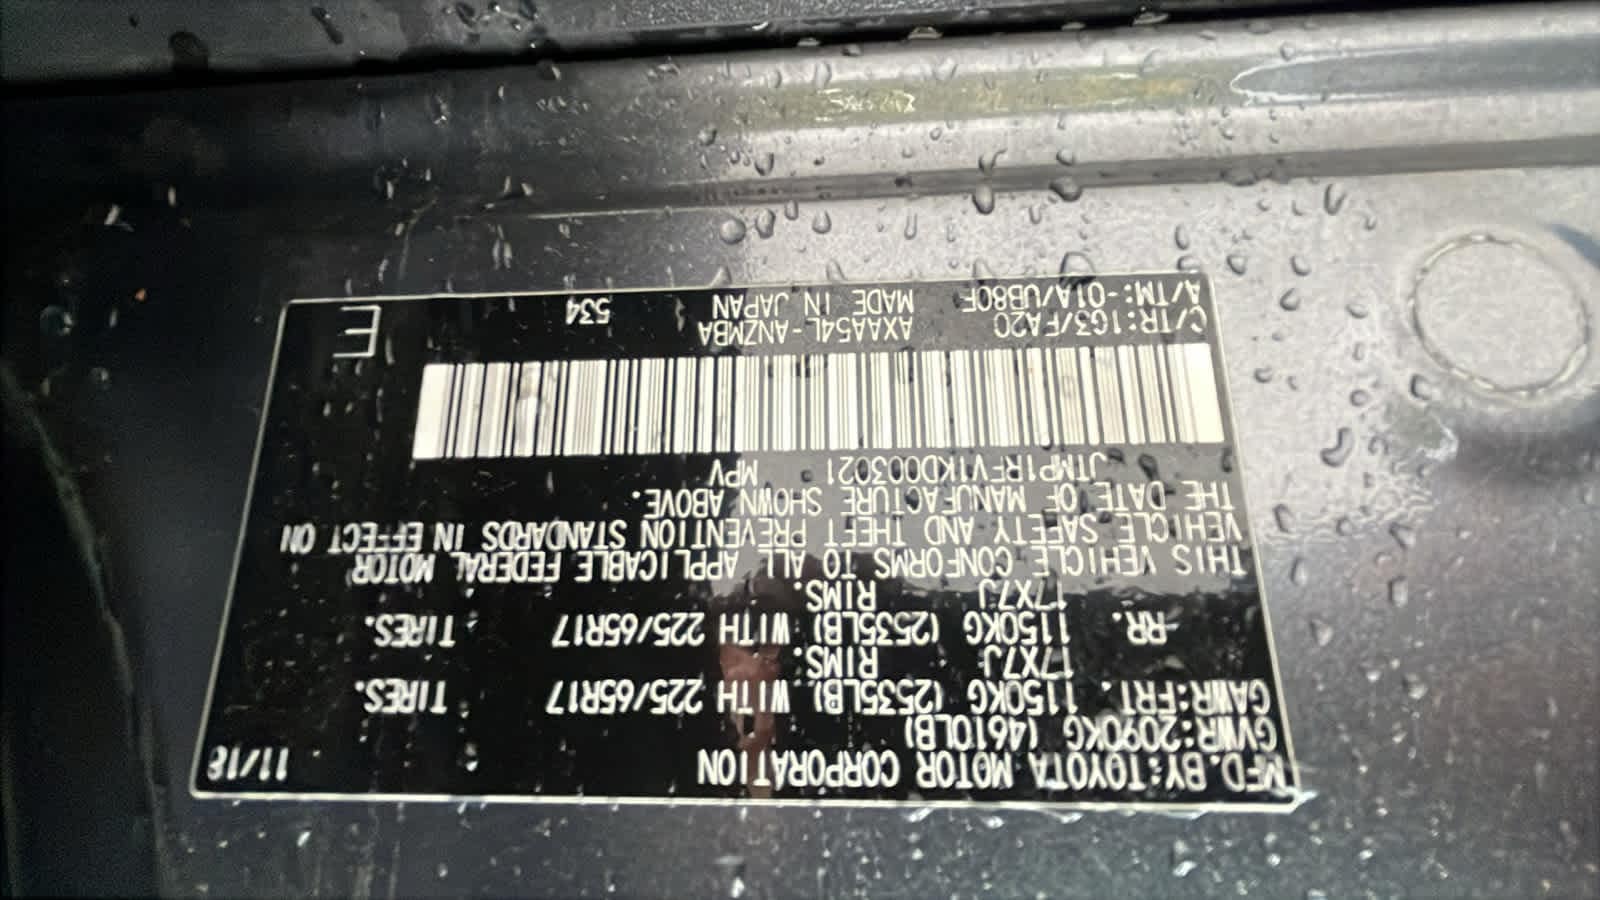 MFD.BY:TOYOTA MOTOR CORPORATION 11/18
GVWR:2090KG (4610LB)
GAWR:FRT. 1150KG (2535LB) WITH 225/65R17 TIRES.
17X7J RIMS.
RR. 1150KG (2535LB) WITH 225/65R17 TIRES.
17X7J RIMS.
THIS VEHICLE CONFORMS TO ALL APPLICABLE FEDERAL MOTOR
VEHICLE SAFETY AND THEFT PREVENTION STANDARDS IN EFFECT ON
THE DATE OF MANUFACTURE SHOWN ABOVE.
JTMP1RFV1KD003021 MPV
C/TR:1G3/FA20 AXAA54L-ANZMBA
A/TM:-01A/UB80F MADE IN JAPAN 534
E